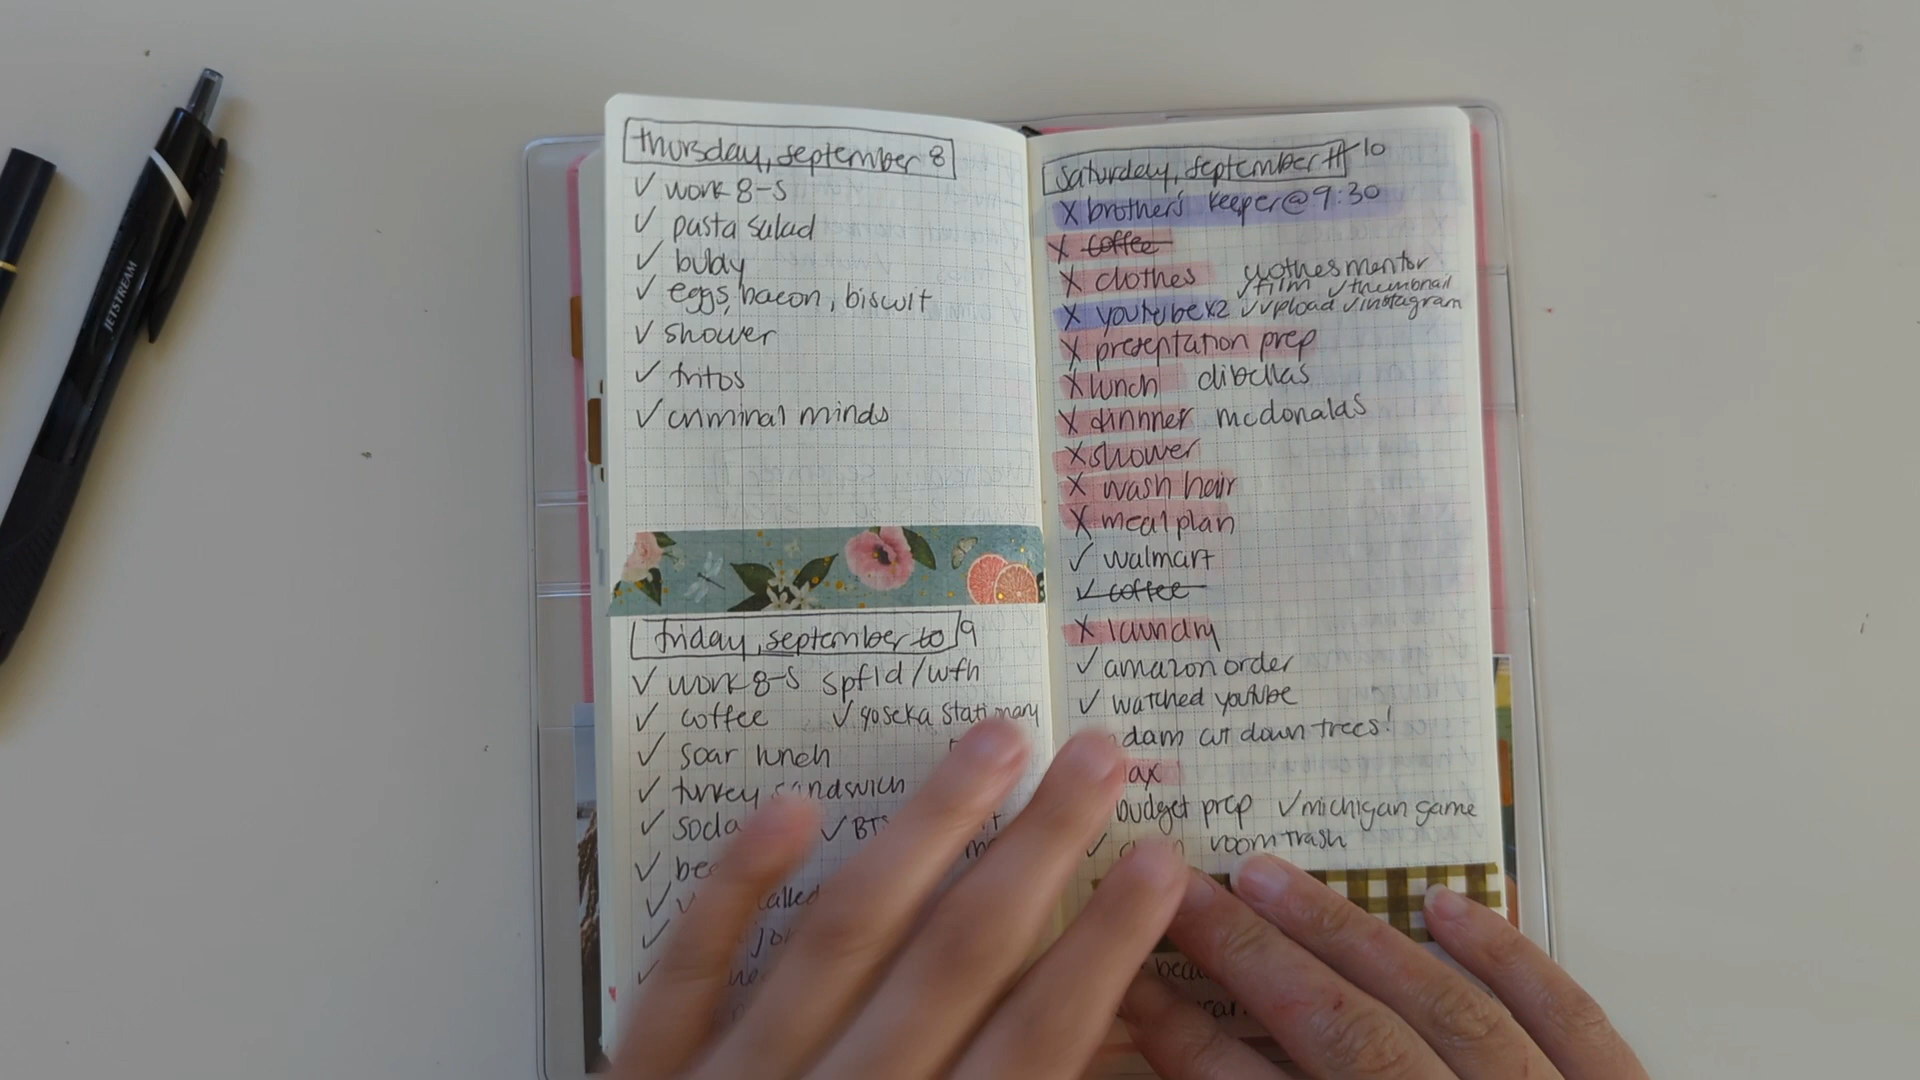 JETSTREAM
thursday, september 8
✓ work 8-5
✓ pasta salad
✓ bubly
✓ eggs, bacon, biscuit
✓ shower
✓ fritos
✓ criminal minds
friday, september 10 9
✓ work 8-5 spfld/wfh
✓ coffee ✓ yoseka stationary
✓ soar lunch
✓ turkey sandwich
✓ soda ✓ BTS
✓
✓ called
✓
✓
saturday, september 11 10
X brother's keeper@9:30
X coffee
X clothes clothes mentor
✓film ✓thumbnail
X youtube x2 ✓upload ✓instagram
X presentation prep
X lunch dibellas
X dinnner mcdonalds
X shower
X wash hair
X meal plan
✓ walmart
✓ coffee
X laundry
✓ amazon order
✓ watched youtube
cut down trees!
budget prep ✓michigan game
✓ room trash